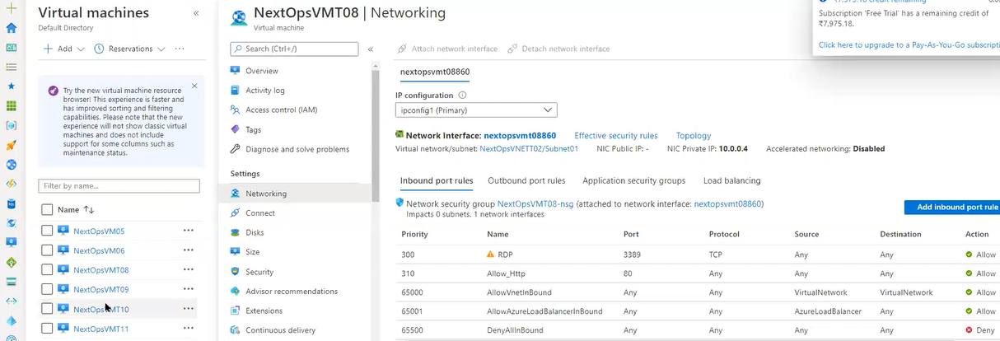 Virtual machines
«
Default Directory
Add
Reservations
···
Try the new virtual machine resource
browser! This experience is faster and
has improved sorting and filtering
capabilities. Please note that the new
experience will not show classic virtual
machines and does not include
support for some columns such as
maintenance status.
Filter by name...
Name
NextOpsVM05
NextOpsVM06
NextOpsVMT08
NextOpsVMT09
NextOpsVMT10
NextOpsVMT11
NextOpsVMT08 | Networking
Virtual machine
Search (Ctrl+/)
«
Overview
Activity log
Access control (IAM)
Tags
Diagnose and solve problems
Settings
Networking
Connect
Disks
Size
Security
Advisor recommendations
Extensions
Continuous delivery
Attach network interface Detach network interface
nextopsvmt08860
IP configuration
ipconfig1 (Primary)
Network Interface: nextopsvmt08860 Effective security rules Topology
Virtual network/subnet: NextOpsVNETT02/Subnet01 NIC Public IP: - NIC Private IP: 10.0.0.4 Accelerated networking: Disabled
Inbound port rules Outbound port rules Application security groups Load balancing
Network security group NextOpsVMT08-nsg (attached to network interface: nextopsvmt08860)
Impacts 0 subnets, 1 network interfaces
Add inbound port rule
Priority Name Port Protocol Source Destination Action
300 RDP 3389 TCP Any Any Allow
310 Allow_Http 80 Any Any Any Allow
65000 AllowVnetInBound Any Any VirtualNetwork VirtualNetwork Allow
65001 AllowAzureLoadBalancerInBound Any Any AzureLoadBalancer Any Allow
65500 DenyAllInBound Any Any Any Any Deny
₹7,975.18 credit remaining
Subscription 'Free Trial' has a remaining credit of
₹7,975.18.
Click here to upgrade to a Pay-As-You-Go subscripti